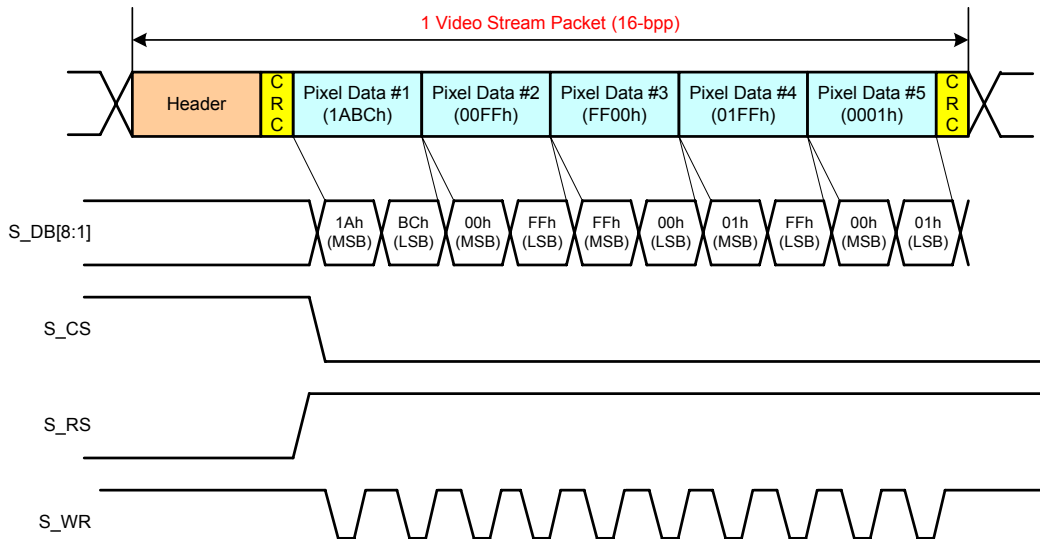 1 Video Stream Packet (16-bpp)
Header
C
R
C
Pixel Data #1
(1ABCh)
Pixel Data #2
(00FFh)
Pixel Data #3
(FF00h)
Pixel Data #4
(01FFh)
Pixel Data #5
(0001h)
C
R
C
S_DB[8:1]
1Ah
(MSB)
BCh
(LSB)
00h
(MSB)
FFh
(LSB)
FFh
(MSB)
00h
(LSB)
01h
(MSB)
FFh
(LSB)
00h
(MSB)
01h
(LSB)
S_CS
S_RS
S_WR